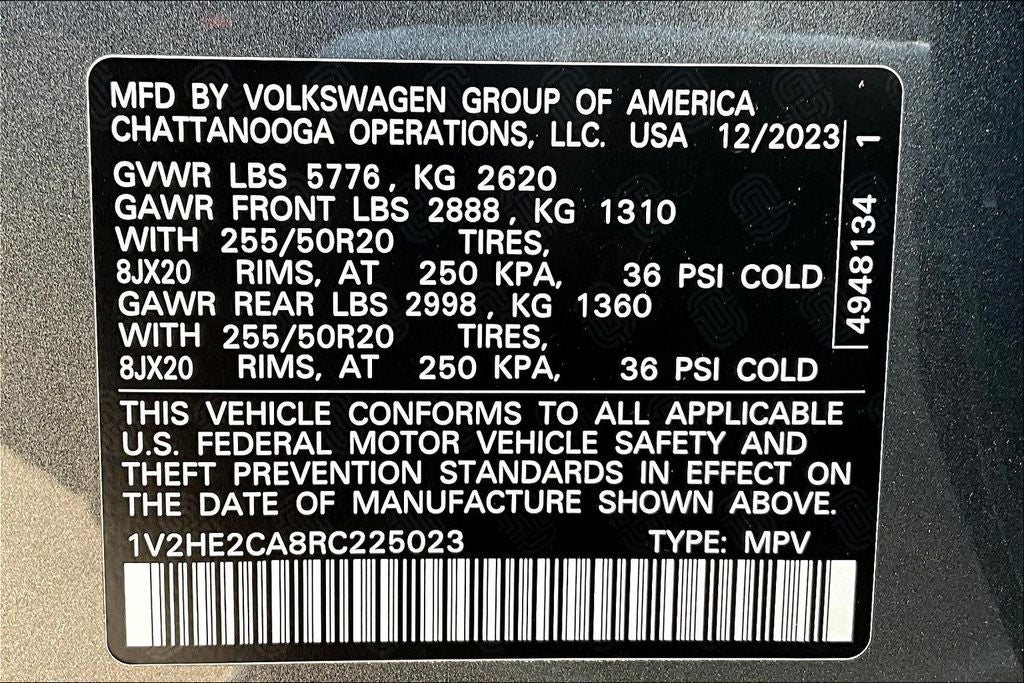 MFD BY VOLKSWAGEN GROUP OF AMERICA
CHATTANOOGA OPERATIONS, LLC. USA 12/2023
GVWR LBS 5776, KG 2620
GAWR FRONT LBS 2888, KG 1310
WITH 255/50R20 TIRES,
8JX20 RIMS, AT 250 KPA, 36 PSI COLD
GAWR REAR LBS 2998, KG 1360
WITH 255/50R20 TIRES,
8JX20 RIMS, AT 250 KPA, 36 PSI COLD
4948134 1
THIS VEHICLE CONFORMS TO ALL APPLICABLE
U.S. FEDERAL MOTOR VEHICLE SAFETY AND
THEFT PREVENTION STANDARDS IN EFFECT ON
THE DATE OF MANUFACTURE SHOWN ABOVE.
1V2HE2CA8RC225023 TYPE: MPV